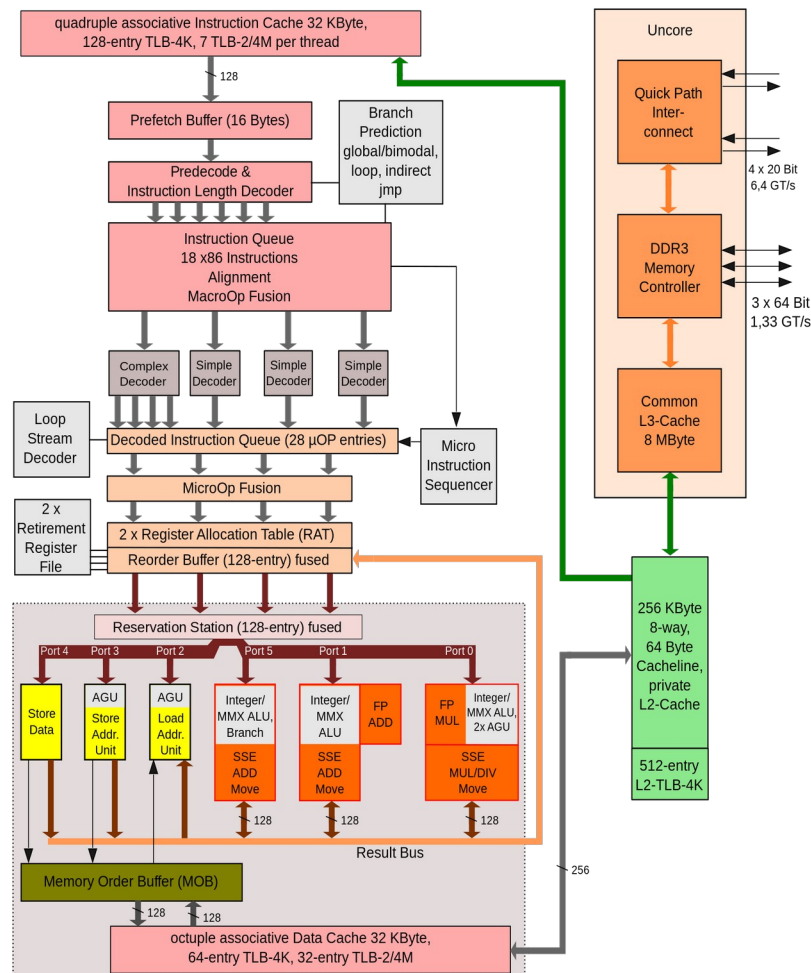 quadruple associative Instruction Cache 32 KByte,
128-entry TLB-4K, 7 TLB-2/4M per thread
128
Prefetch Buffer (16 Bytes)
Predecode &
Instruction Length Decoder
Branch
Prediction
global/bimodal,
loop, indirect
jmp
Instruction Queue
18 x86 Instructions
Alignment
MacroOp Fusion
Complex
Decoder
Simple
Decoder
Simple
Decoder
Simple
Decoder
Loop
Stream
Decoder
Decoded Instruction Queue (28 µOP entries)
Micro
Instruction
Sequencer
MicroOp Fusion
2 x
Retirement
Register
File
2 x Register Allocation Table (RAT)
Reorder Buffer (128-entry) fused
Reservation Station (128-entry) fused
Port 4
Port 3
Port 2
Port 5
Port 1
Port 0
Store
Data
AGU
Store
Addr.
Unit
AGU
Load
Addr.
Unit
Integer/
MMX ALU,
Branch
SSE
ADD
Move
Integer/
MMX
ALU
FP
ADD
SSE
ADD
Move
FP
MUL
Integer/
MMX ALU,
2x AGU
SSE
MUL/DIV
Move
128
128
128
Result Bus
Memory Order Buffer (MOB)
128
128
octuple associative Data Cache 32 KByte,
64-entry TLB-4K, 32-entry TLB-2/4M
256
Uncore
Quick Path
Inter-
connect
4 x 20 Bit
6,4 GT/s
DDR3
Memory
Controller
3 x 64 Bit
1,33 GT/s
Common
L3-Cache
8 MByte
256 KByte
8-way,
64 Byte
Cacheline,
private
L2-Cache
512-entry
L2-TLB-4K